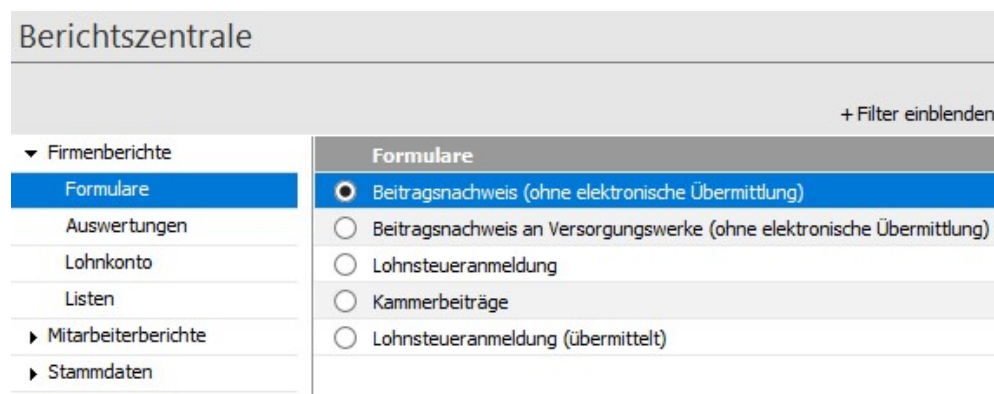 Berichtszentrale
+ Filter einblenden
Firmenberichte
Formulare
Auswertungen
Lohnkonto
Listen
Mitarbeiterberichte
Stammdaten
Formulare
Beitragsnachweis (ohne elektronische Übermittlung)
Beitragsnachweis an Versorgungswerke (ohne elektronische Übermittlung)
Lohnsteueranmeldung
Kammerbeiträge
Lohnsteueranmeldung (übermittelt)